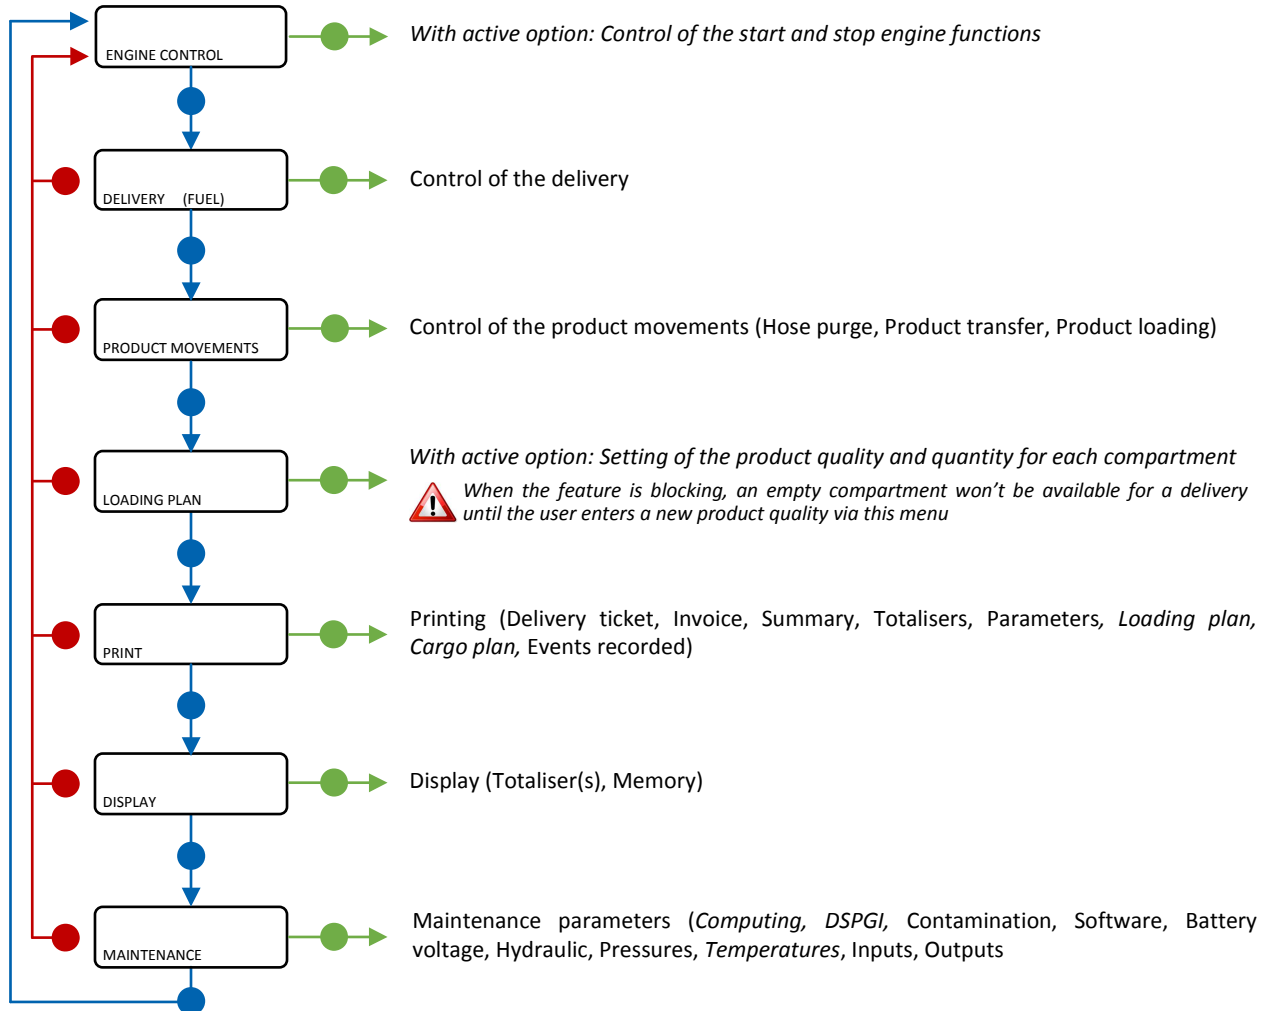 With active option: Control of the start and stop engine functions
ENGINE CONTROL
Control of the delivery
DELIVERY (FUEL)
Control of the product movements (Hose purge, Product transfer, Product loading)
PRODUCT MOVEMENTS
With active option: Setting of the product quality and quantity for each compartment
When the feature is blocking, an empty compartment won’t be available for a delivery
until the user enters a new product quality via this menu
LOADING PLAN
Printing (Delivery ticket, Invoice, Summary, Totalisers, Parameters, Loading plan,
Cargo plan, Events recorded)
PRINT
Display (Totaliser(s), Memory)
DISPLAY
Maintenance parameters (Computing, DSPGI, Contamination, Software, Battery
voltage, Hydraulic, Pressures, Temperatures, Inputs, Outputs
MAINTENANCE